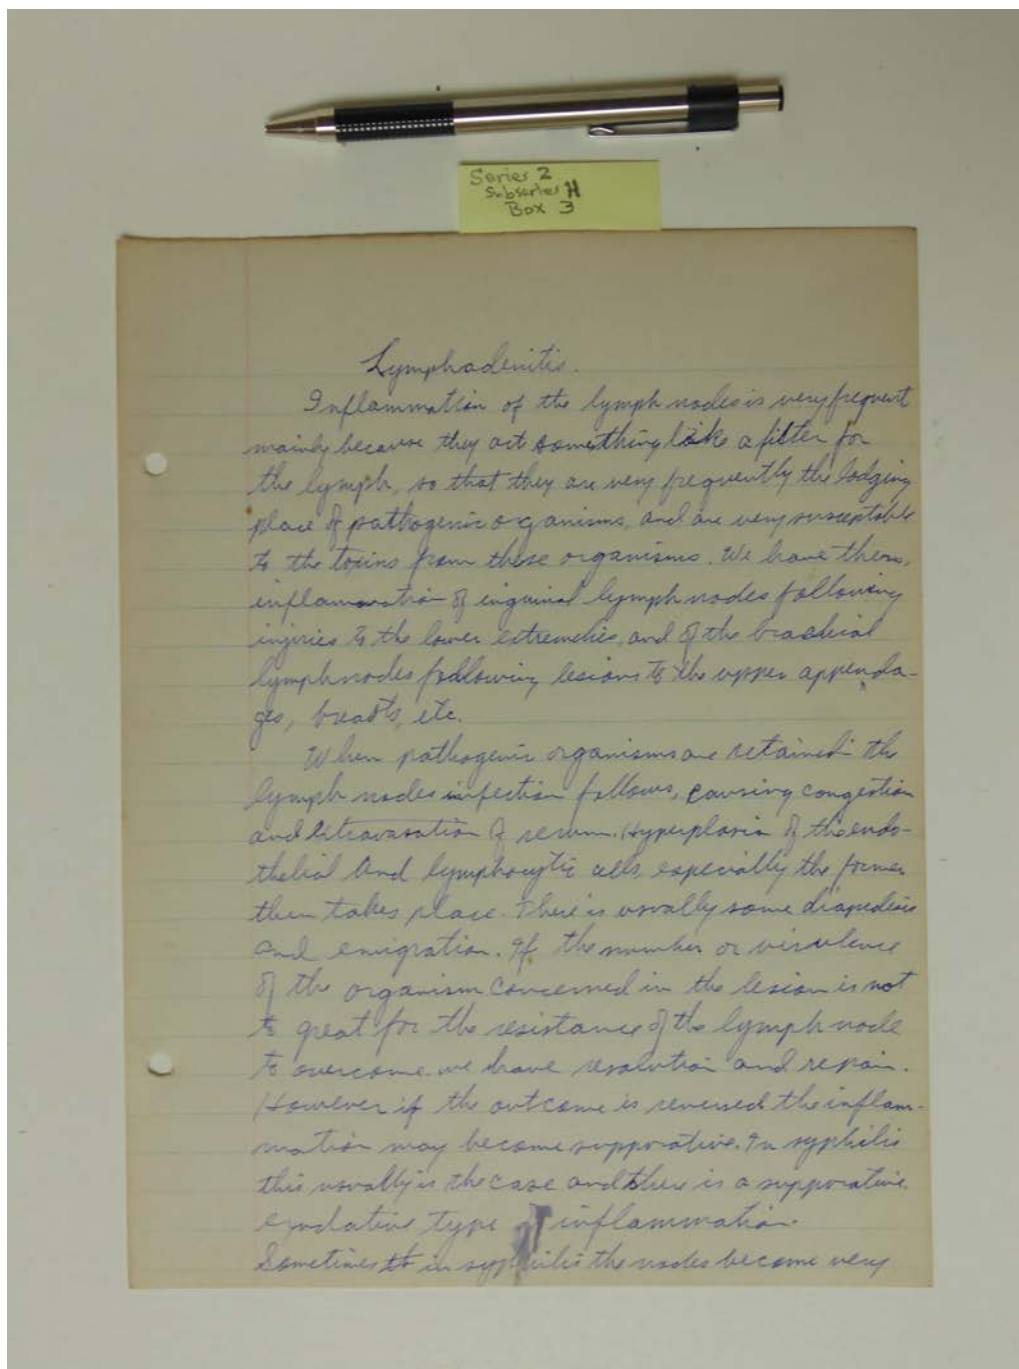 Series 2
Subseries H
Box 3
Lymphadenitis.
Inflammation of the lymph nodes is very frequent
mainly because they act something like a filter for
the lymph, so that they are very frequently the lodging
place of pathogenic organisms, and are very susceptable
to the toxins from these organisms. We have then,
inflammation of inguinal lymph nodes following
injuries to the lower extremeties, and of the brachial
lymph nodes following lesions to the upper appenda-
ges, breasts, etc.
When pathogenic organisms are retained in the
lymph nodes infection follows, causing congestion
and extravasation of serum. Hyperplasia of the endo-
thelial and lymphocytic cells, especially the former
then takes place. There is usually some diapedesis
and emigration. If the number or virulence
of the organism concerned in the lesion is not
to great for the resistance of the lymph node
to overcome we have resolution and repair.
However if the outcome is reversed the inflam-
mation may become supporative. In syphilis
this usually is the case and there is a supporative
exudative type of inflammation.
Sometimes in syphilis the nodes become very